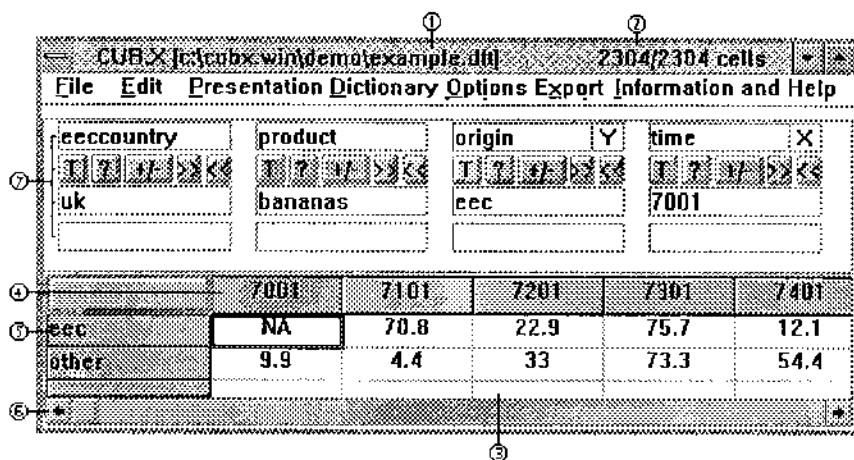 ① ②
CUB.X [c:\cubx.win\demo\example.dlt] 2304/2304 cells
File Edit Presentation Dictionary Options Export Information and Help
eeccountry product origin Y time X
⑦ T ? +/- >> << T ? +/- >> << T ? +/- >> << T ? +/- >> <<
uk bananas eec 7001
④ 7001 7101 7201 7301 7401
⑤ eec NA 70.8 22.9 75.7 12.1
other 9.9 4.4 33 73.3 54.4
⑥
③